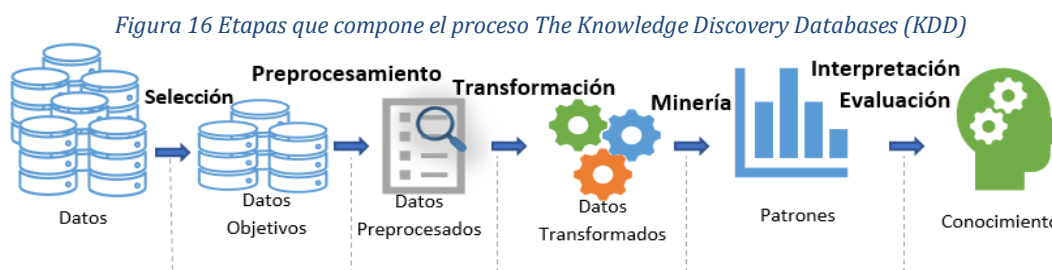 Figura 16 Etapas que compone el proceso The Knowledge Discovery Databases (KDD)
Selección
Preprocesamiento
Transformación
Minería
Interpretación
Evaluación
Datos
Datos
Objetivos
Datos
Preprocesados
Datos
Transformados
Patrones
Conocimiento